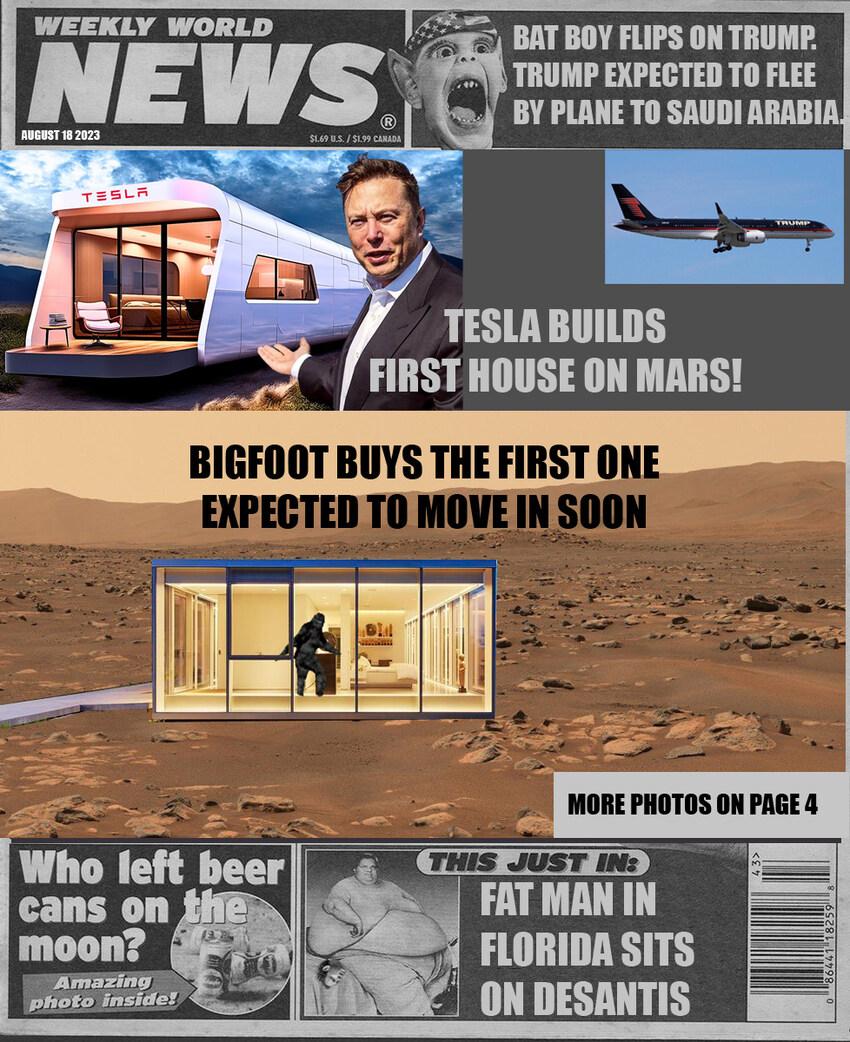 WEEKLY WORLD
NEWS®
AUGUST 18 2023
$1.69 U.S. / $1.99 CANADA
BAT BOY FLIPS ON TRUMP.
TRUMP EXPECTED TO FLEE
BY PLANE TO SAUDI ARABIA.
TESLA
TRUMP
TESLA BUILDS
FIRST HOUSE ON MARS!
BIGFOOT BUYS THE FIRST ONE
EXPECTED TO MOVE IN SOON
MORE PHOTOS ON PAGE 4
Who left beer
cans on the
moon?
Amazing
photo inside!
THIS JUST IN:
FAT MAN IN
FLORIDA SITS
ON DESANTIS
43>
0 86441 18259 8